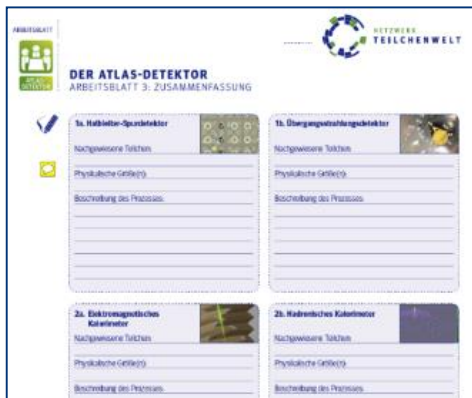 ARBEITSBLATT
NETZWERK
TEILCHENWELT
ATLAS-
DETEKTOR
DER ATLAS-DETEKTOR
ARBEITSBLATT 3: ZUSAMMENFASSUNG
1a. Halbleiter-Spurdetektor
Nachgewiesene Teilchen:
Physikalische Größe(n):
Beschreibung des Prozesses:
1b. Übergangsstrahlungsdetektor
Nachgewiesene Teilchen:
Physikalische Größe(n):
Beschreibung des Prozesses:
2a. Elektromagnetisches
Kalorimeter
Nachgewiesene Teilchen:
Physikalische Größe(n):
Beschreibung des Prozesses:
2b. Hadronisches Kalorimeter
Nachgewiesene Teilchen:
Physikalische Größe(n):
Beschreibung des Prozesses: